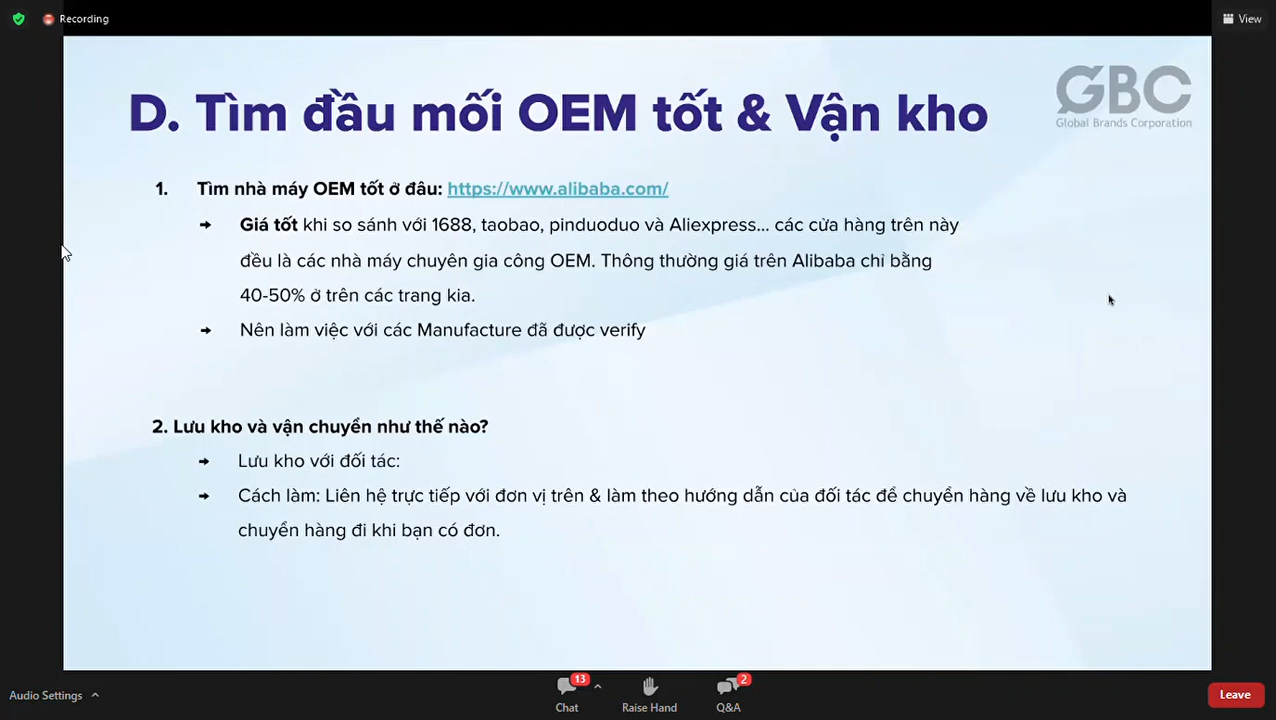 Recording
View
GBC
Global Brands Corporation
D. Tìm đầu mối OEM tốt & Vận kho
1. Tìm nhà máy OEM tốt ở đâu: https://www.alibaba.com/
➔ Giá tốt khi so sánh với 1688, taobao, pinduoduo và Aliexpress... các cửa hàng trên này
đều là các nhà máy chuyên gia công OEM. Thông thường giá trên Alibaba chỉ bằng
40-50% ở trên các trang kia.
➔ Nên làm việc với các Manufacture đã được verify
2. Lưu kho và vận chuyển như thế nào?
➔ Lưu kho với đối tác:
➔ Cách làm: Liên hệ trực tiếp với đơn vị trên & làm theo hướng dẫn của đối tác để chuyển hàng về lưu kho và
chuyển hàng đi khi bạn có đơn.
Audio Settings
13
Chat
Raise Hand
2
Q&A
Leave